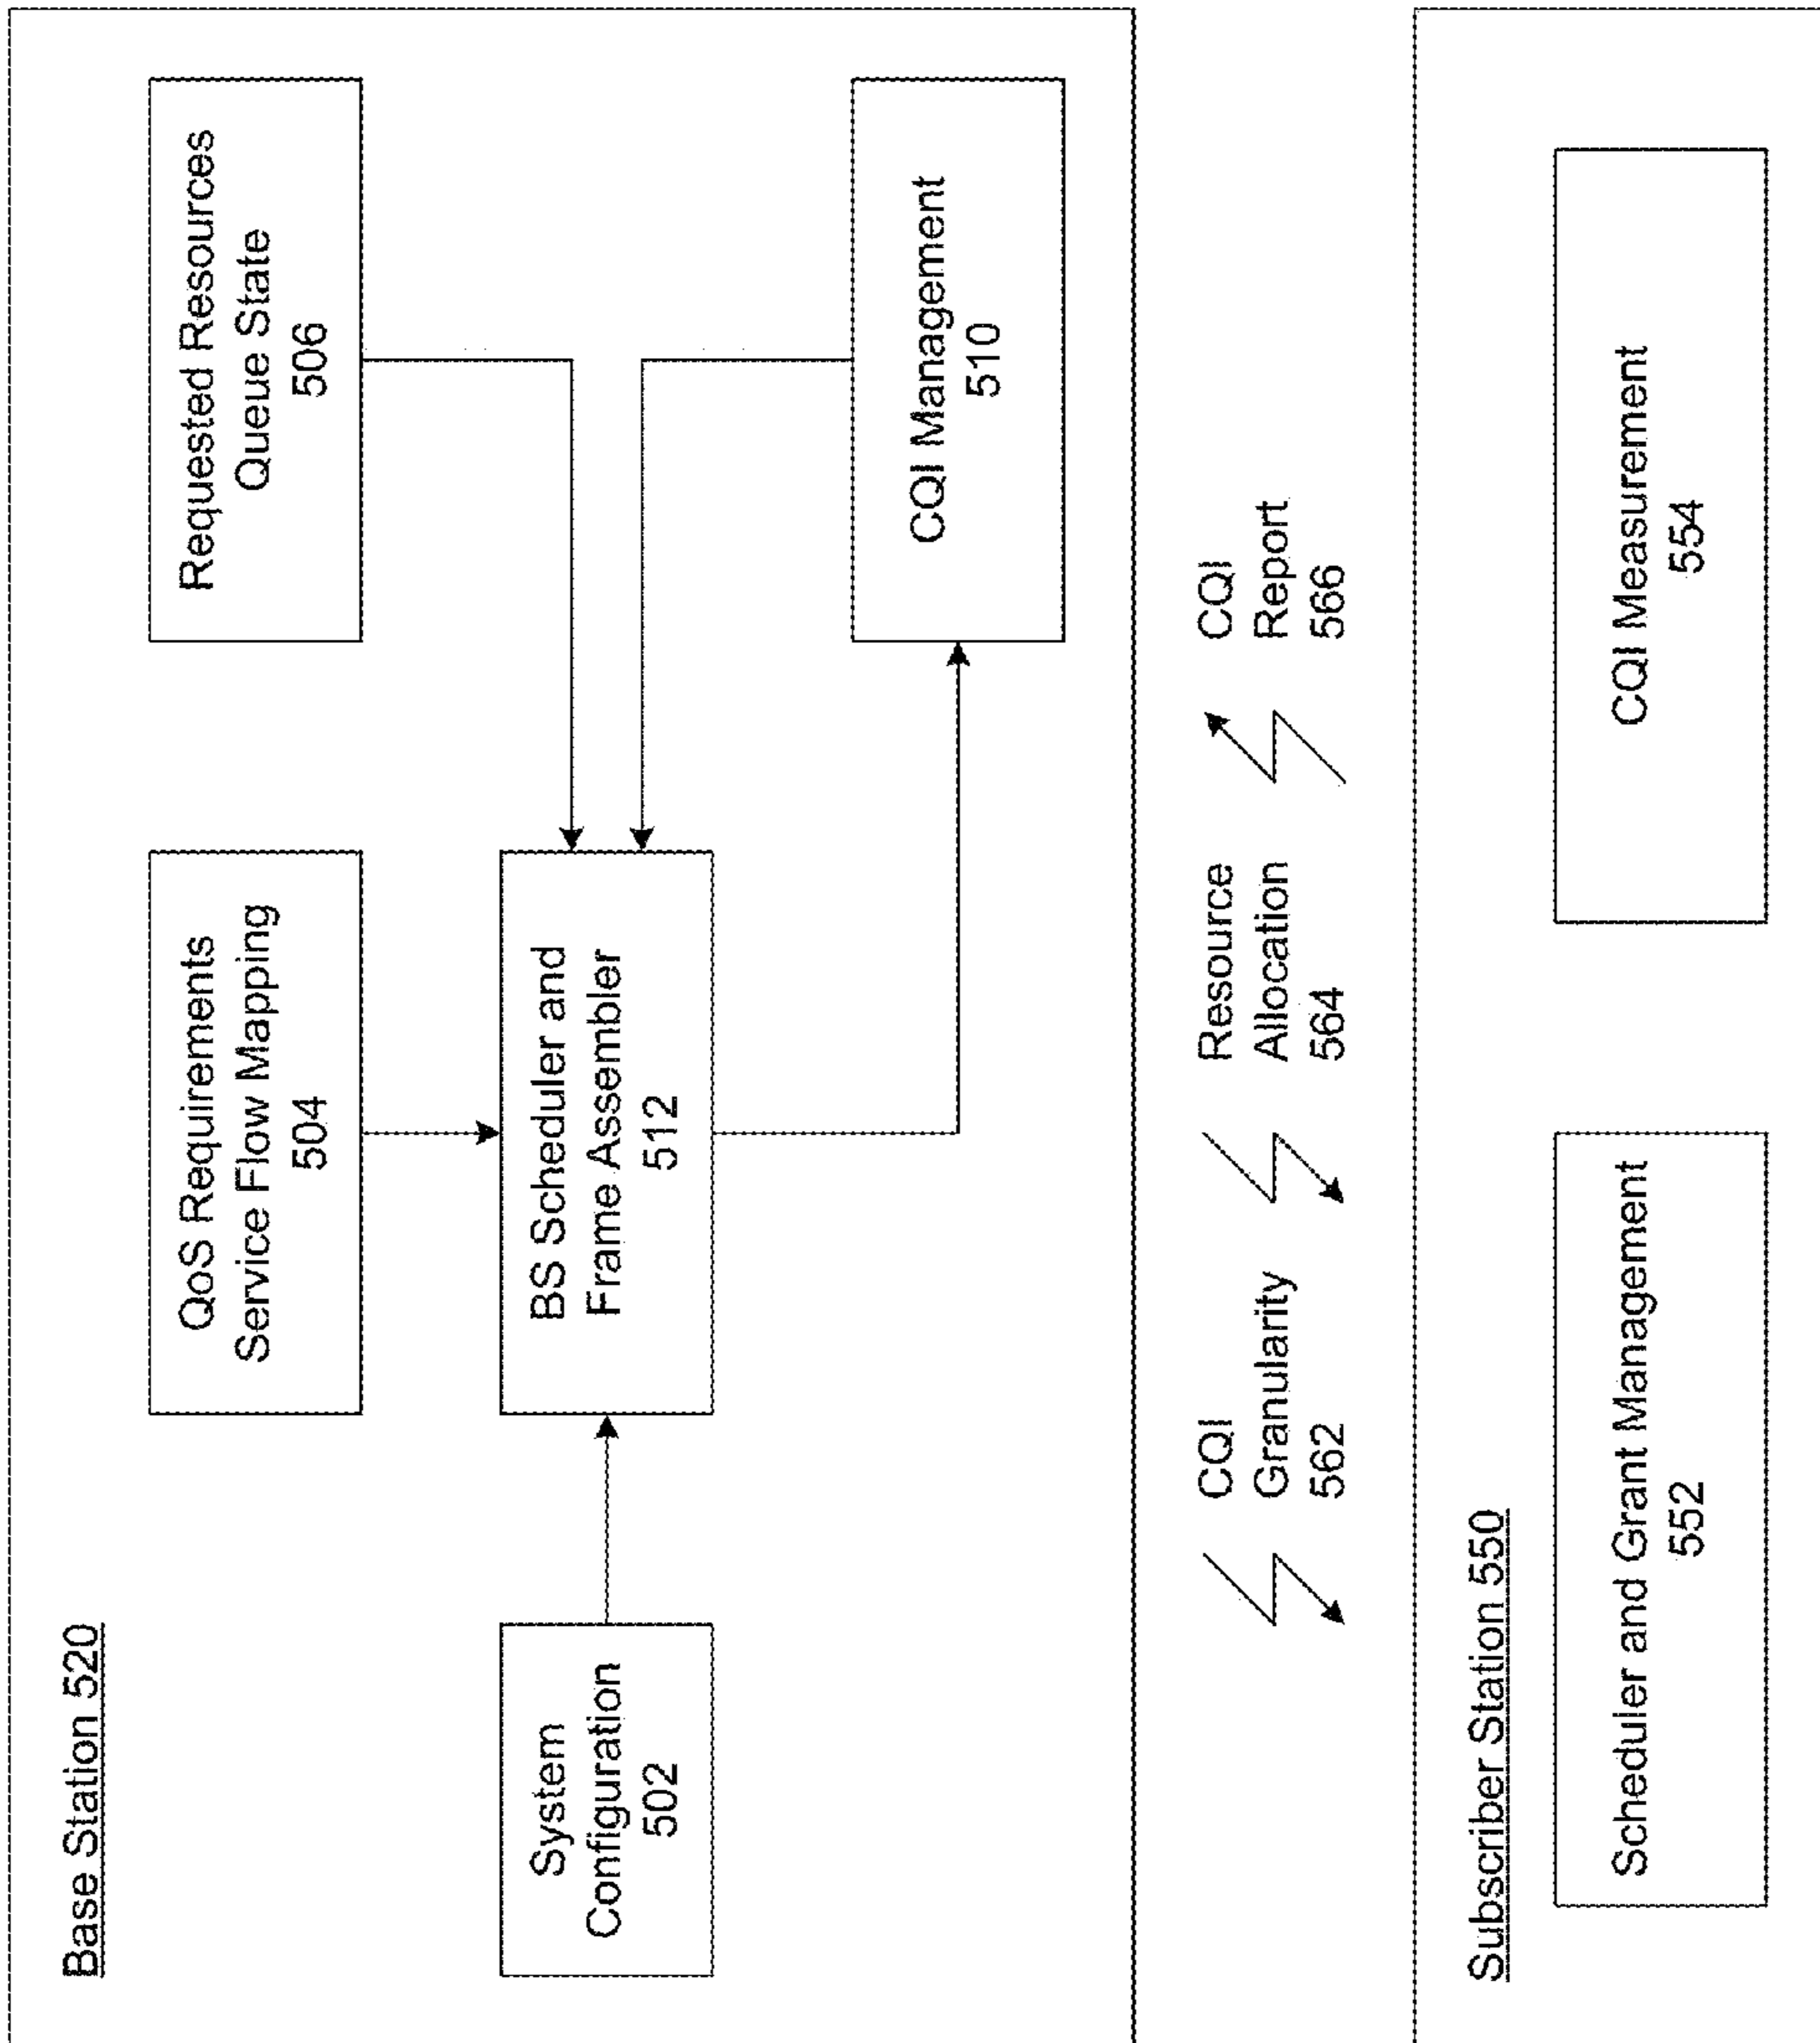 Base Station 520
QoS Requirements
Service Flow Mapping
504
Requested Resources
Queue State
506
System
Configuration
502
BS Scheduler and
Frame Assembler
512
CQI Management
510
CQI
Granularity
562
Resource
Allocation
564
CQI
Report
566
Subscriber Station 550
Scheduler and Grant Management
552
CQI Measurement
554